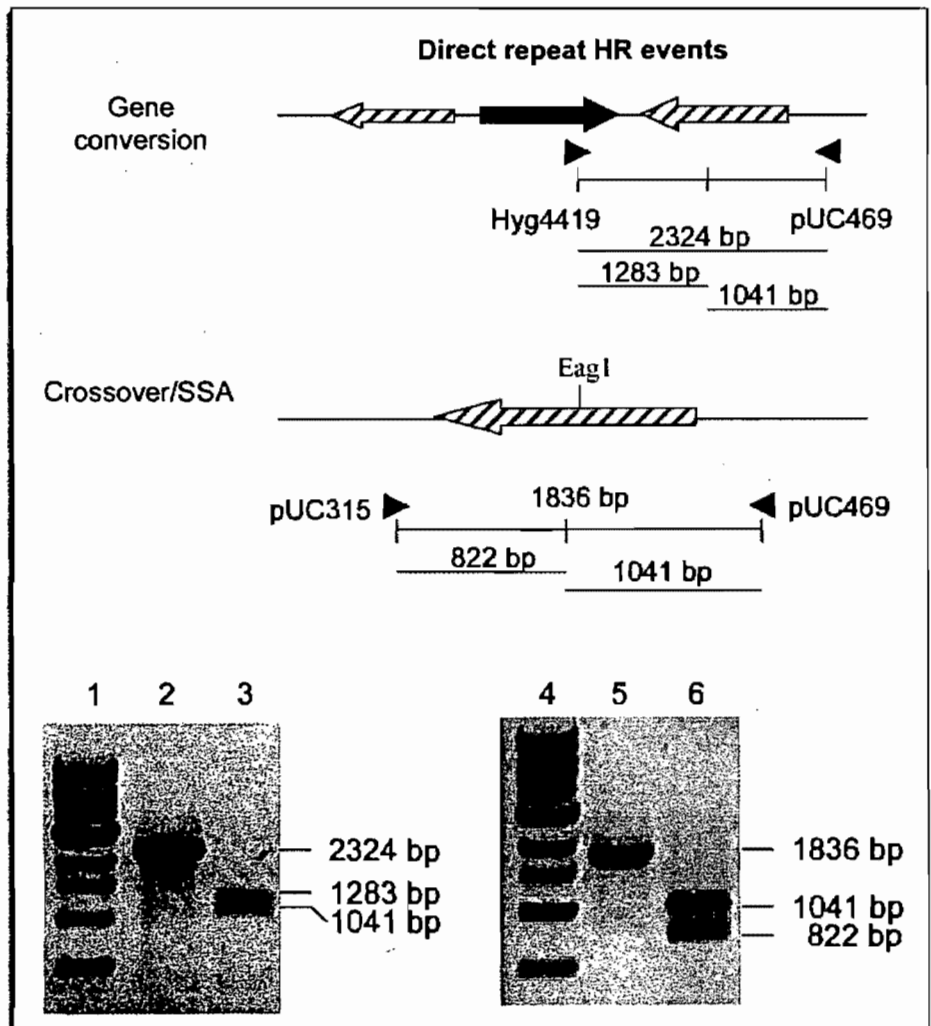 Direct repeat HR events
Gene
conversion
Hyg4419
pUC469
2324 bp
1283 bp
1041 bp
Eag1
Crossover/SSA
pUC315
1836 bp
pUC469
822 bp
1041 bp
1 2 3
4 5 6
2324 bp
1283 bp
1041 bp
1836 bp
1041 bp
822 bp